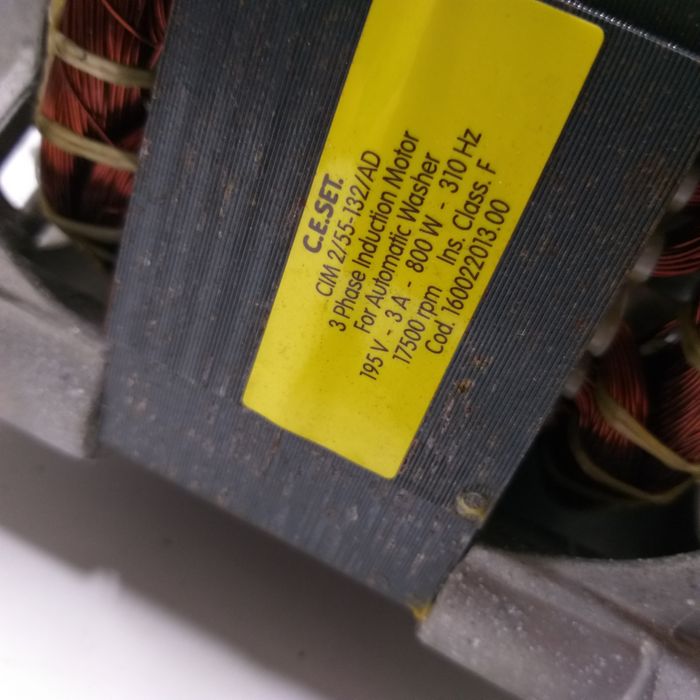 C.E.SET.
CIM 2/55-132/AD
3 Phase Induction Motor
For Automatic Washer
195 V - 3 A - 800 W - 310 Hz
17500 rpm Ins. Class. F
Cod. 160022013.00